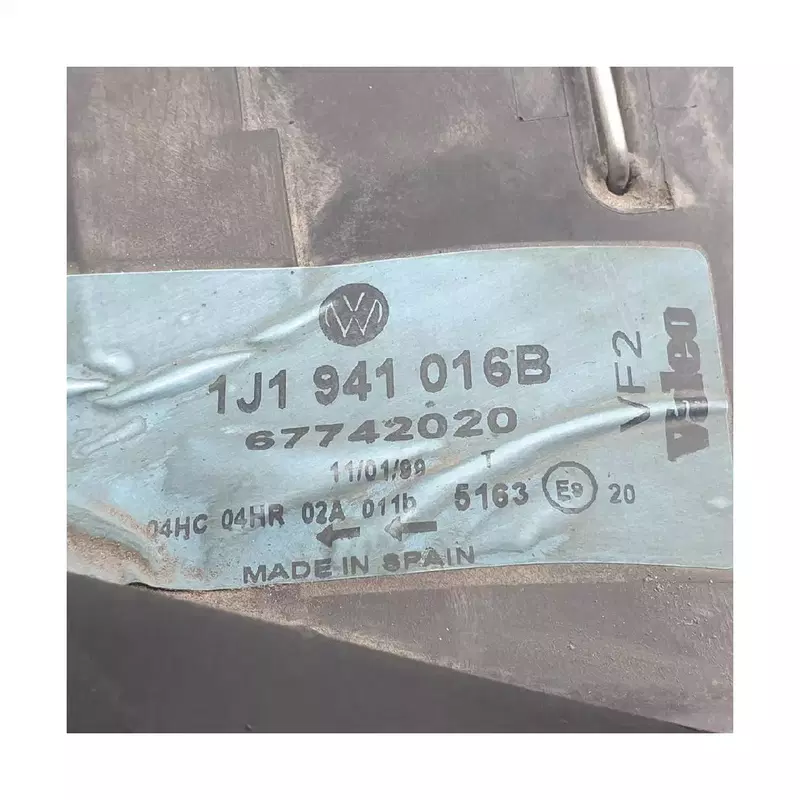 VW
1J1 941 016B
67742020
11/01/99 T
04HC 04HR 02A 011b 5163 E9 20
MADE IN SPAIN
VF2
Valeo